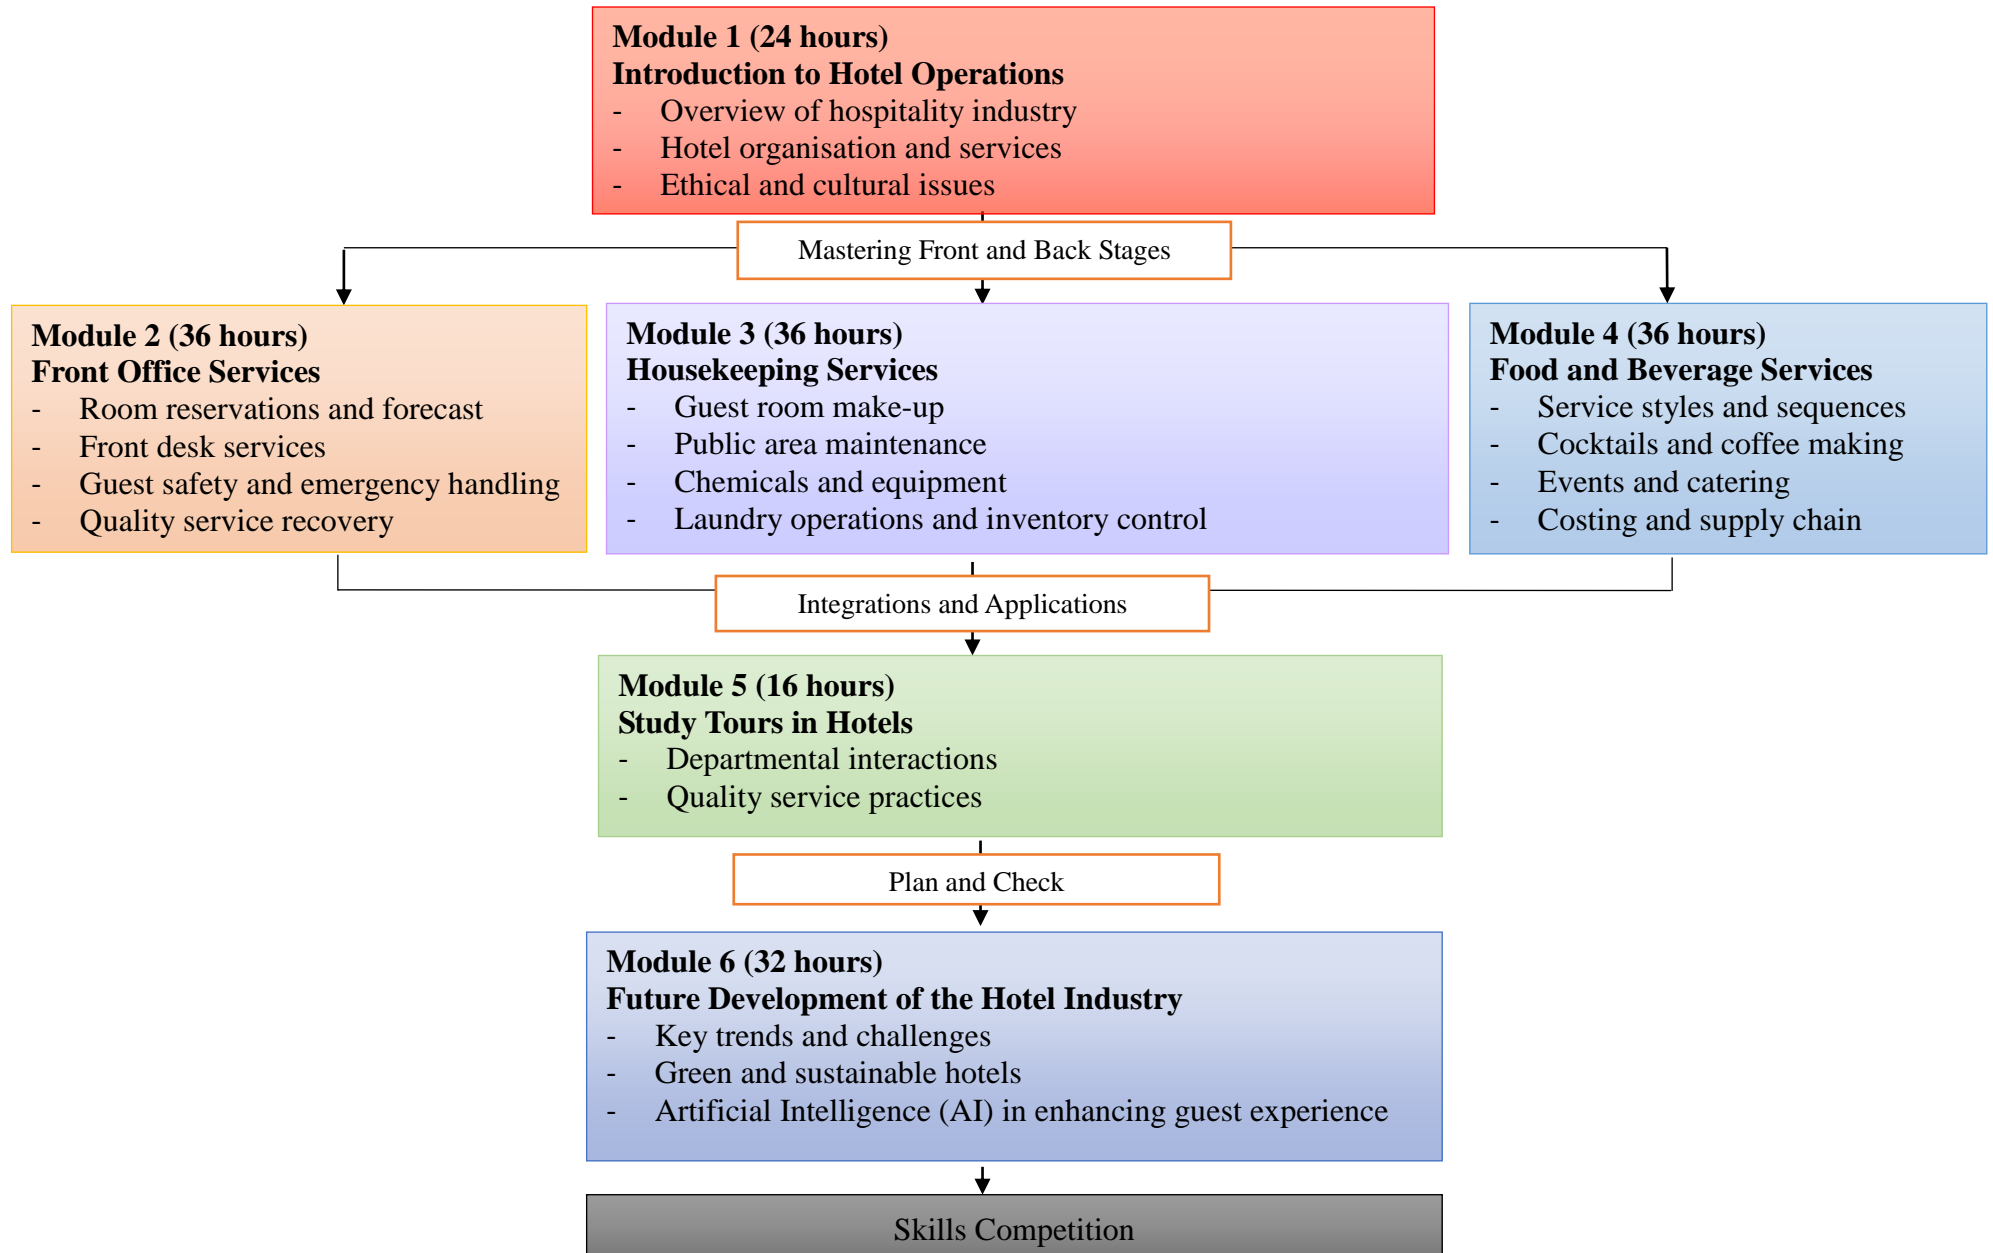 Module 1 (24 hours)
Introduction to Hotel Operations
- Overview of hospitality industry
- Hotel organisation and services
- Ethical and cultural issues
Mastering Front and Back Stages
Module 2 (36 hours)
Front Office Services
- Room reservations and forecast
- Front desk services
- Guest safety and emergency handling
- Quality service recovery
Module 3 (36 hours)
Housekeeping Services
- Guest room make-up
- Public area maintenance
- Chemicals and equipment
- Laundry operations and inventory control
Module 4 (36 hours)
Food and Beverage Services
- Service styles and sequences
- Cocktails and coffee making
- Events and catering
- Costing and supply chain
Integrations and Applications
Module 5 (16 hours)
Study Tours in Hotels
- Departmental interactions
- Quality service practices
Plan and Check
Module 6 (32 hours)
Future Development of the Hotel Industry
- Key trends and challenges
- Green and sustainable hotels
- Artificial Intelligence (AI) in enhancing guest experience
Skills Competition